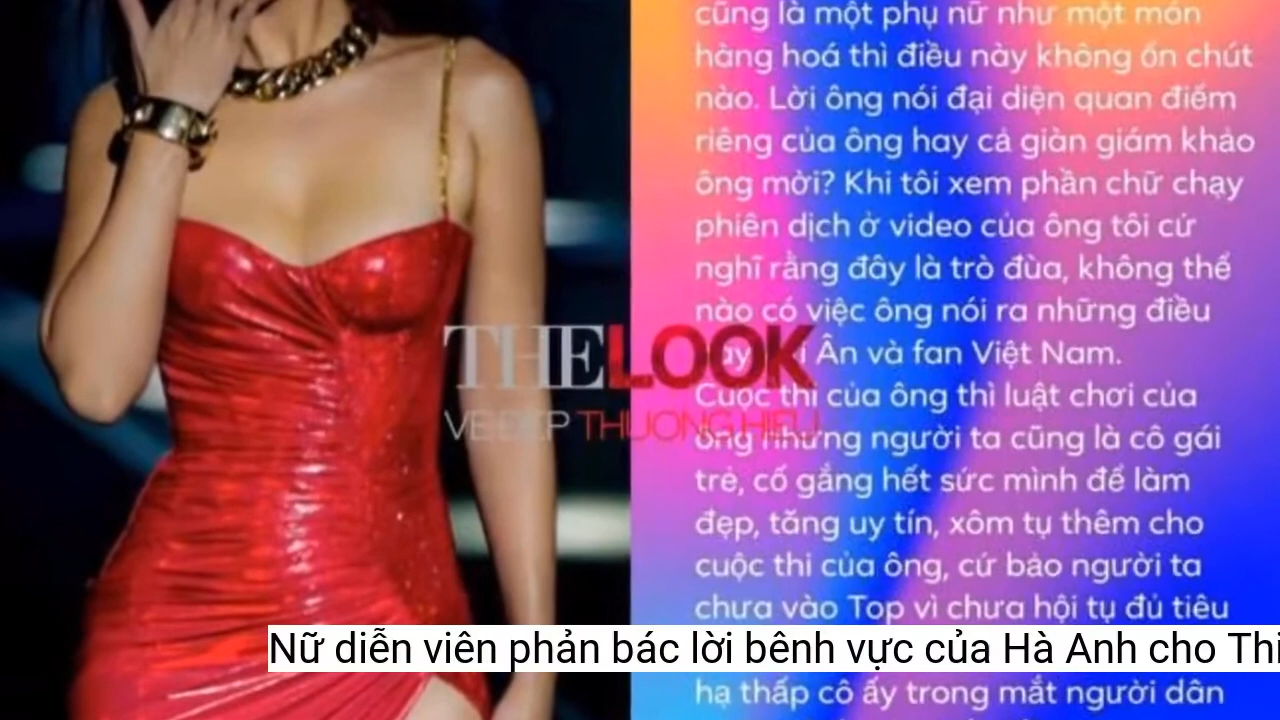 cũng là một phụ nữ như một món
hàng hoá thì điều này không ổn chút
nào. Lời ông nói đại diện quan điểm
riêng của ông hay cả giàn giám khảo
ông mời? Khi tôi xem phần chữ chạy
phiên dịch ở video của ông tôi cứ
nghĩ rằng đây là trò đùa, không thể
nào có việc ông nói ra những điều
Ân và fan Việt Nam.
THELOOK
Cuộc thi của ông thì luật chơi của
VẺ ĐẸP THƯƠNG HIỆU
ông nhưng người ta cũng là cô gái
trẻ, cố gắng hết sức mình để làm
đẹp, tăng uy tín, xôm tụ thêm cho
cuộc thi của ông, cứ bảo người ta
chưa vào Top vì chưa hội tụ đủ tiêu
Nữ diễn viên phản bác lời bênh vực của Hà Anh cho Thi
hạ thấp cô ấy trong mắt người dân